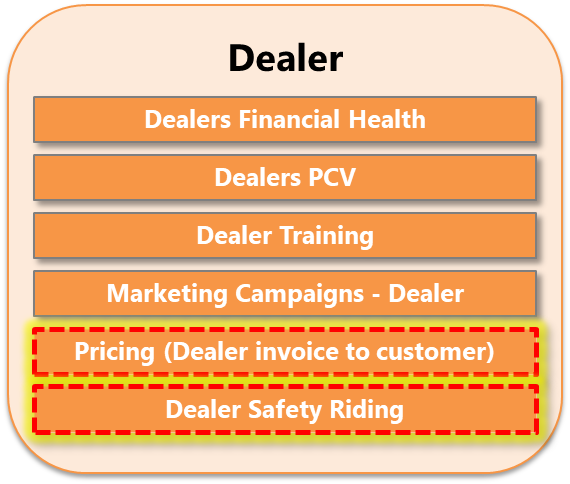 Dealer
Dealers Financial Health
Dealers PCV
Dealer Training
Marketing Campaigns - Dealer
Pricing (Dealer invoice to customer)
Dealer Safety Riding